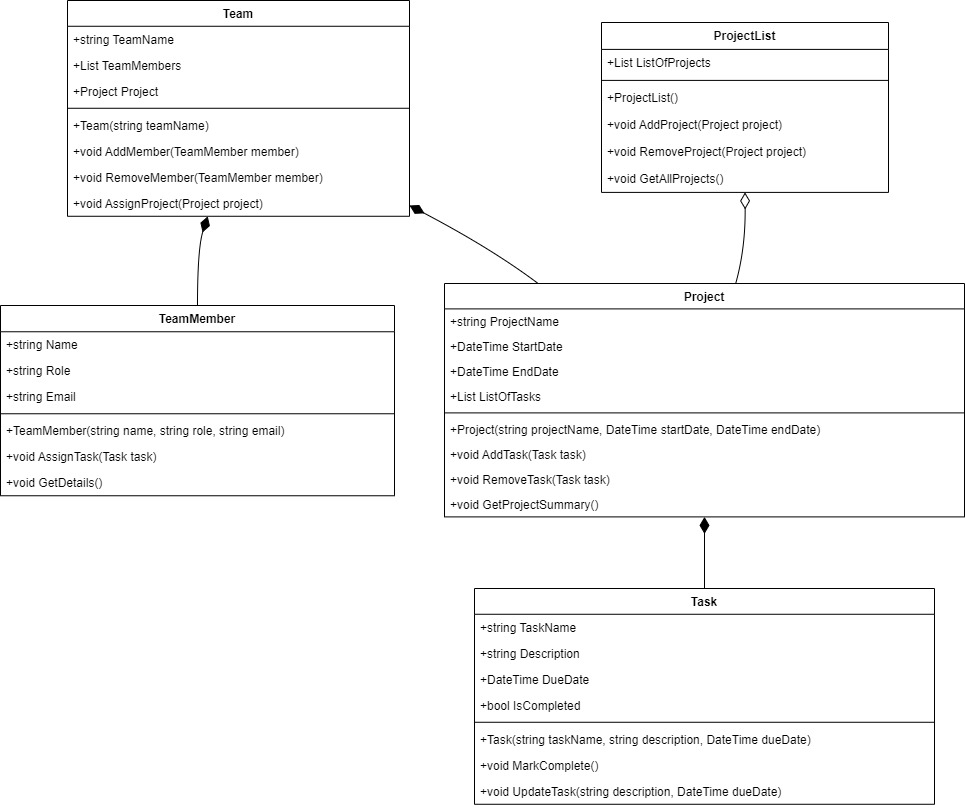 Team
+string TeamName
+List TeamMembers
+Project Project
+Team(string teamName)
+void AddMember(TeamMember member)
+void RemoveMember(TeamMember member)
+void AssignProject(Project project)
ProjectList
+List ListOfProjects
+ProjectList()
+void AddProject(Project project)
+void RemoveProject(Project project)
+void GetAllProjects()
TeamMember
+string Name
+string Role
+string Email
+TeamMember(string name, string role, string email)
+void AssignTask(Task task)
+void GetDetails()
Project
+string ProjectName
+DateTime StartDate
+DateTime EndDate
+List ListOfTasks
+Project(string projectName, DateTime startDate, DateTime endDate)
+void AddTask(Task task)
+void RemoveTask(Task task)
+void GetProjectSummary()
Task
+string TaskName
+string Description
+DateTime DueDate
+bool IsCompleted
+Task(string taskName, string description, DateTime dueDate)
+void MarkComplete()
+void UpdateTask(string description, DateTime dueDate)